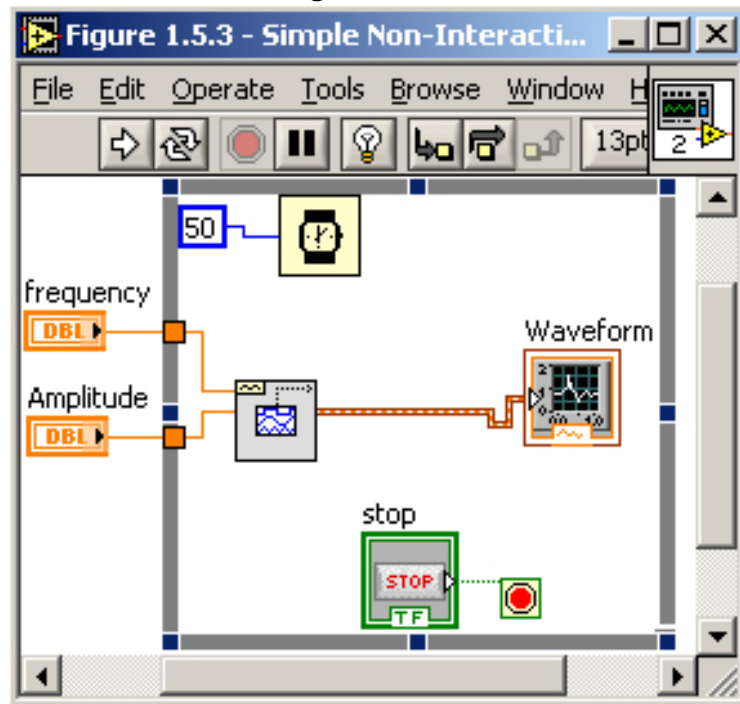 Figure 1.5.3 - Simple Non-Interacti...
File Edit Operate Tools Browse Window H
13pt
2
50
frequency
DBL
Waveform
Amplitude
DBL
stop
STOP
TF